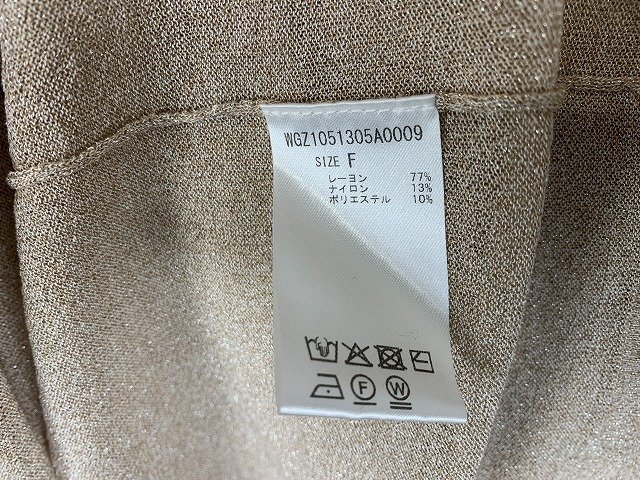 WGZ1051305A0009
SIZE F
レーヨン 77%
ナイロン 13%
ポリエステル 10%
F W